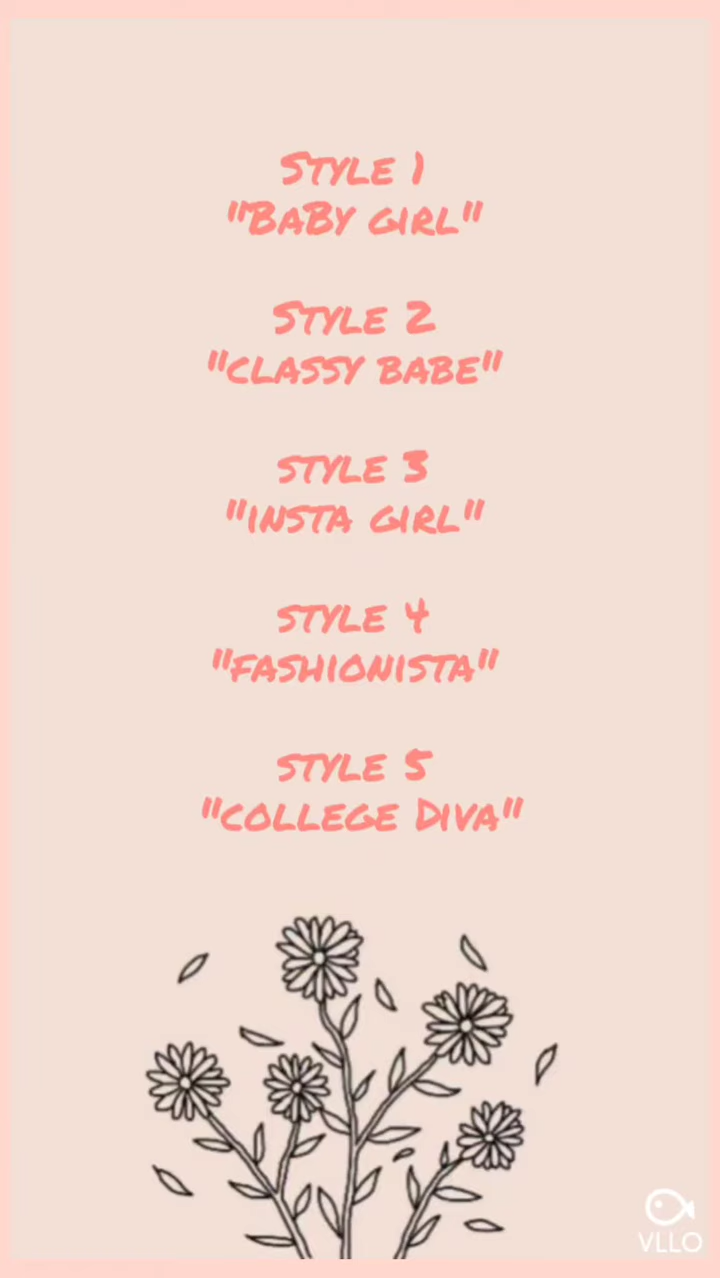 STYLE 1
"BABY GIRL"
STYLE 2
"CLASSY BABE"
STYLE 3
"INSTA GIRL"
STYLE 4
"FASHIONISTA"
STYLE 5
"COLLEGE DIVA"
VLLO